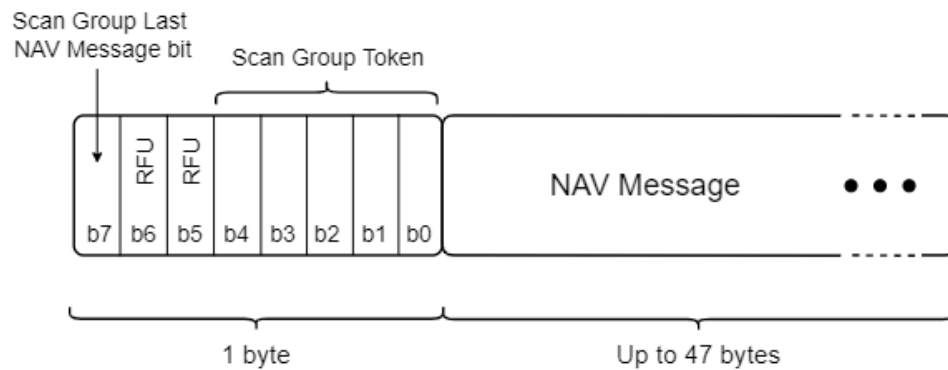 Scan Group Last
NAV Message bit
Scan Group Token
RFU
RFU
NAV Message
b7 b6 b5 b4 b3 b2 b1 b0
1 byte
Up to 47 bytes